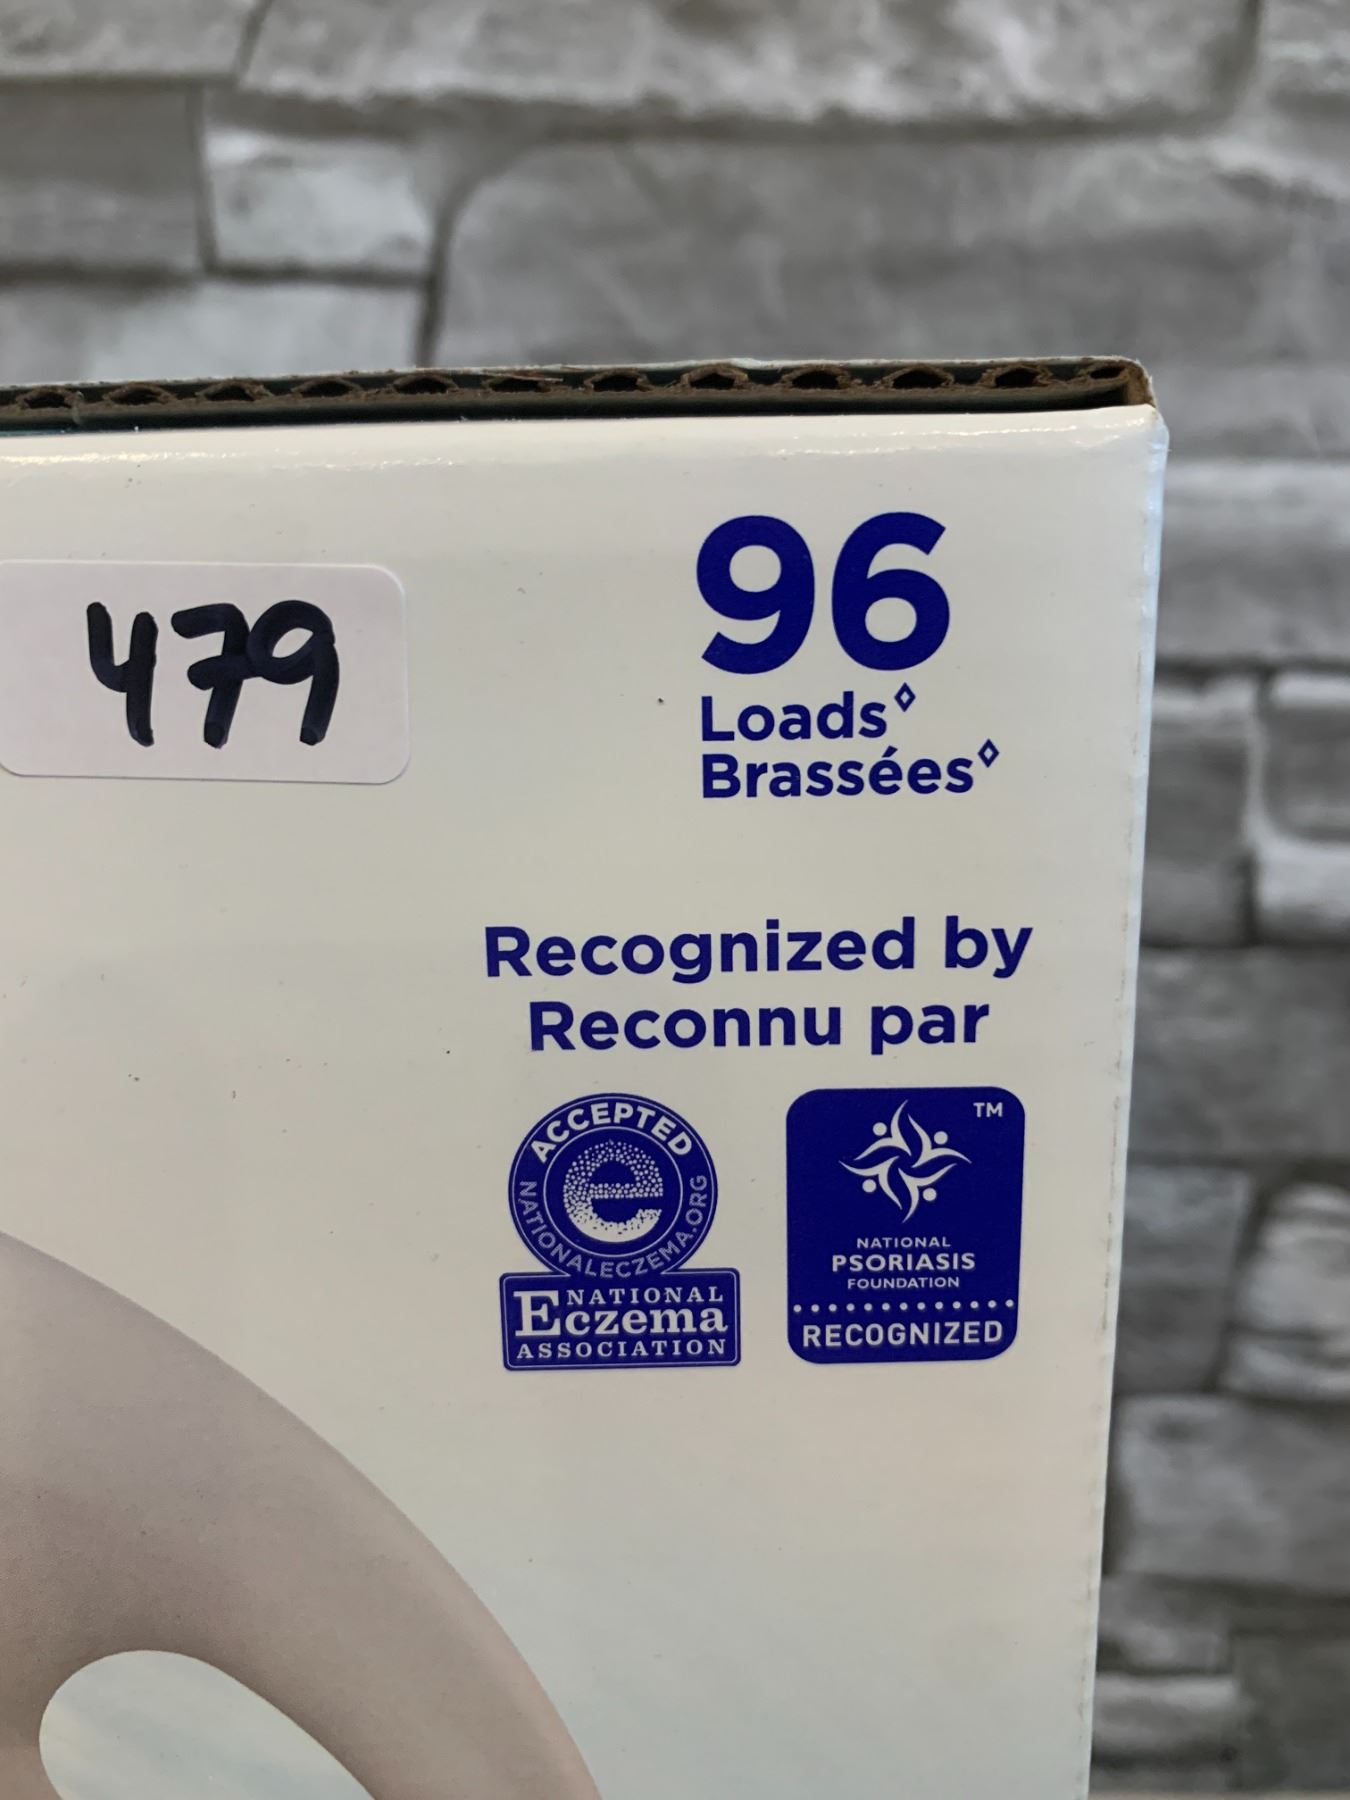 479
96
Loads◊
Brassées◊
Recognized by
Reconnu par
ACCEPTED
NATIONALECZEMA.ORG
NATIONAL
Eczema
ASSOCIATION
TM
NATIONAL
PSORIASIS
FOUNDATION
RECOGNIZED